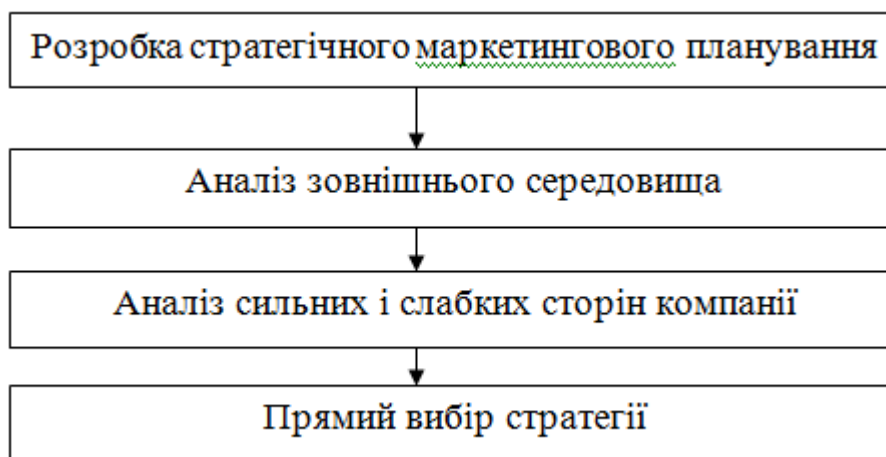 Розробка стратегічного маркетингового планування
Аналіз зовнішнього середовища
Аналіз сильних і слабких сторін компанії
Прямий вибір стратегії